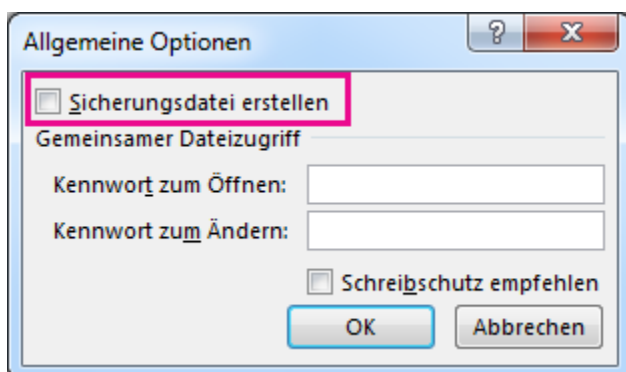 Allgemeine Optionen
Sicherungsdatei erstellen
Gemeinsamer Dateizugriff
Kennwort zum Öffnen:
Kennwort zum Ändern:
Schreibschutz empfehlen
OK Abbrechen